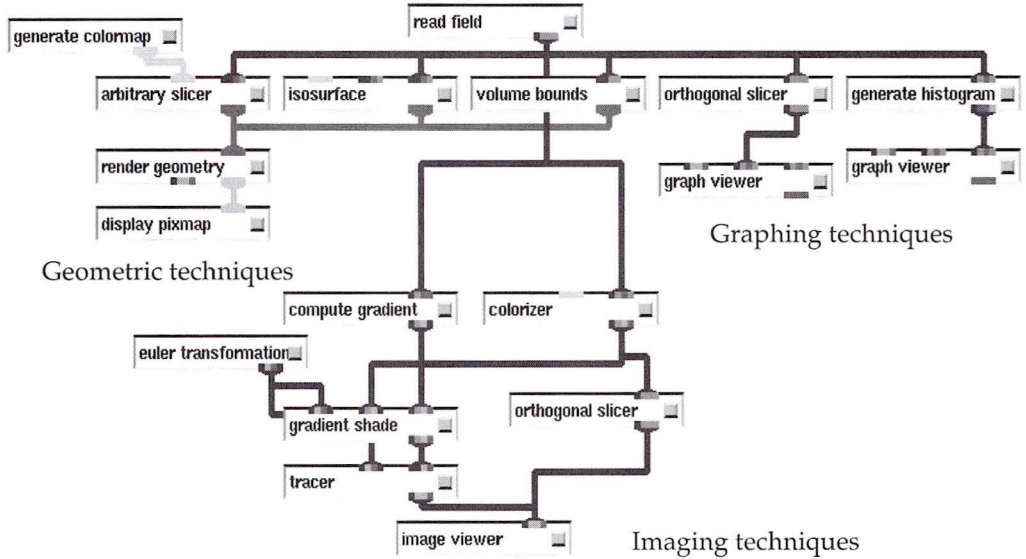 read field
generate colormap
arbitrary slicer
isosurface
volume bounds
orthogonal slicer
generate histogram
render geometry
graph viewer
graph viewer
display pixmap
Graphing techniques
Geometric techniques
compute gradient
colorizer
euler transformation
orthogonal slicer
gradient shade
tracer
image viewer
Imaging techniques